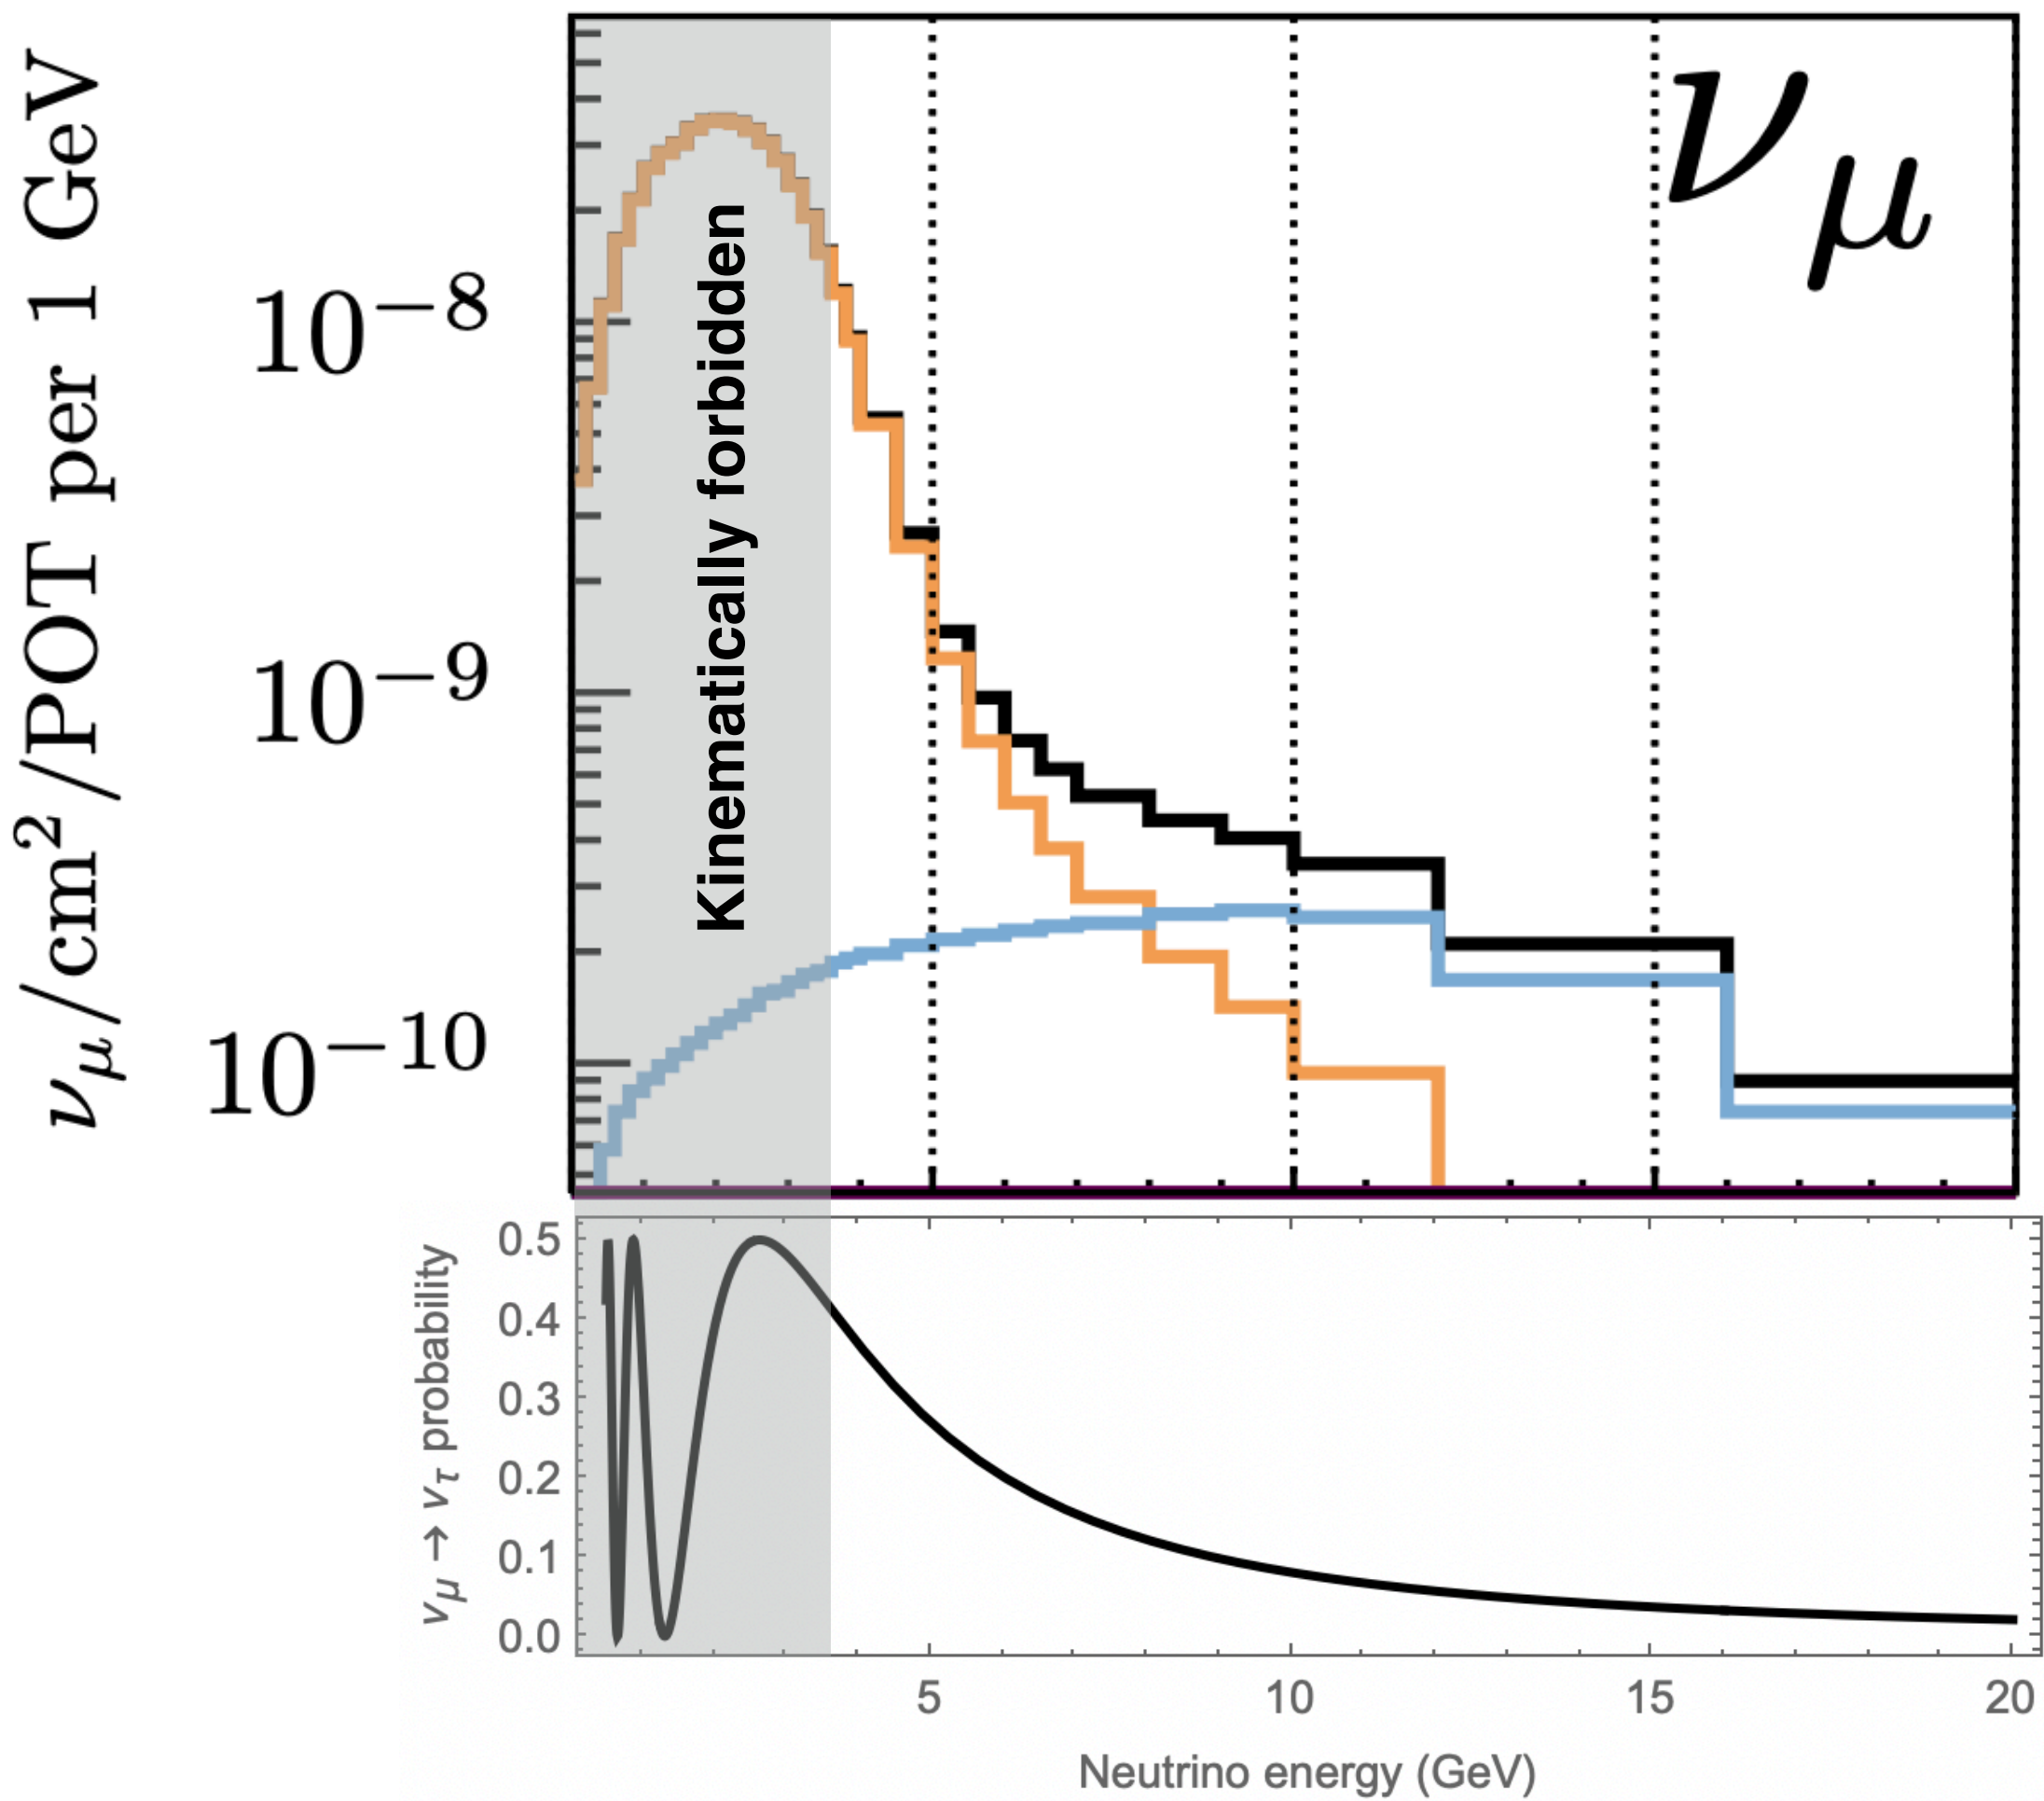 ν_μ/cm²/POT per 1 GeV
10⁻⁸
10⁻⁹
10⁻¹⁰
Kinematically forbidden
ν_μ
ν_μ → ν_τ probability
0.5
0.4
0.3
0.2
0.1
0.0
5 10 15 20
Neutrino energy (GeV)